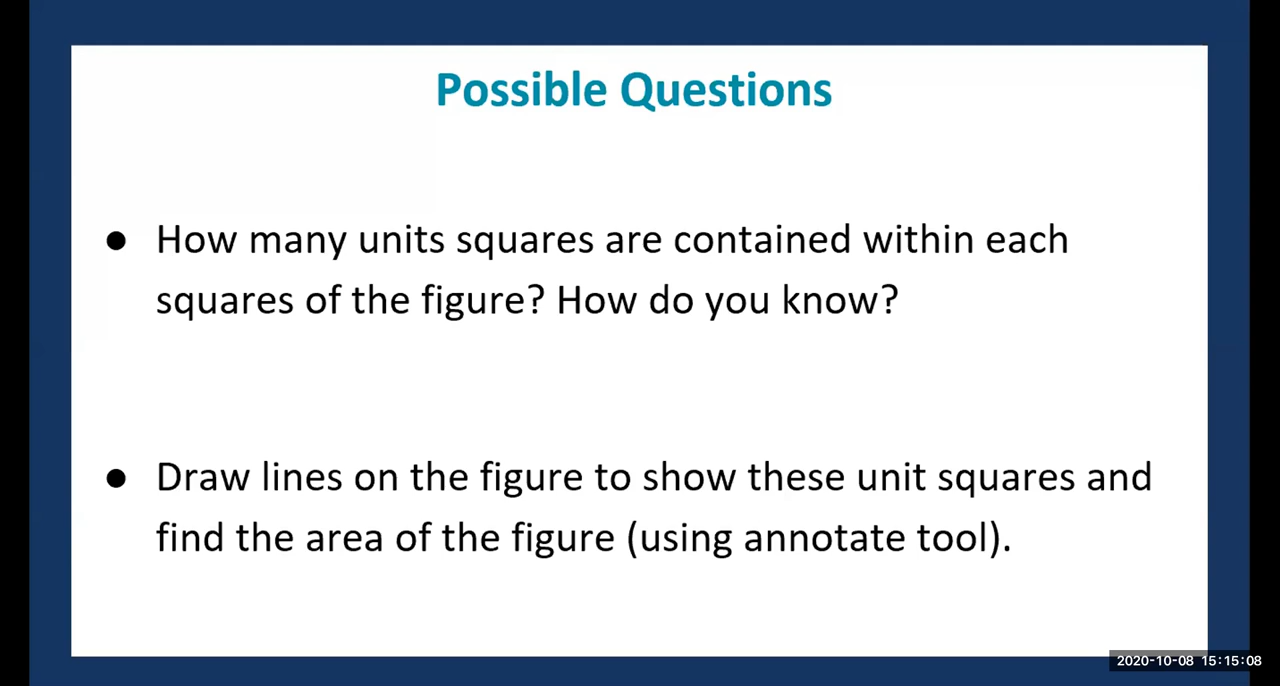 Possible Questions
● How many units squares are contained within each
squares of the figure? How do you know?
● Draw lines on the figure to show these unit squares and
find the area of the figure (using annotate tool).
2020-10-08 15:15:08